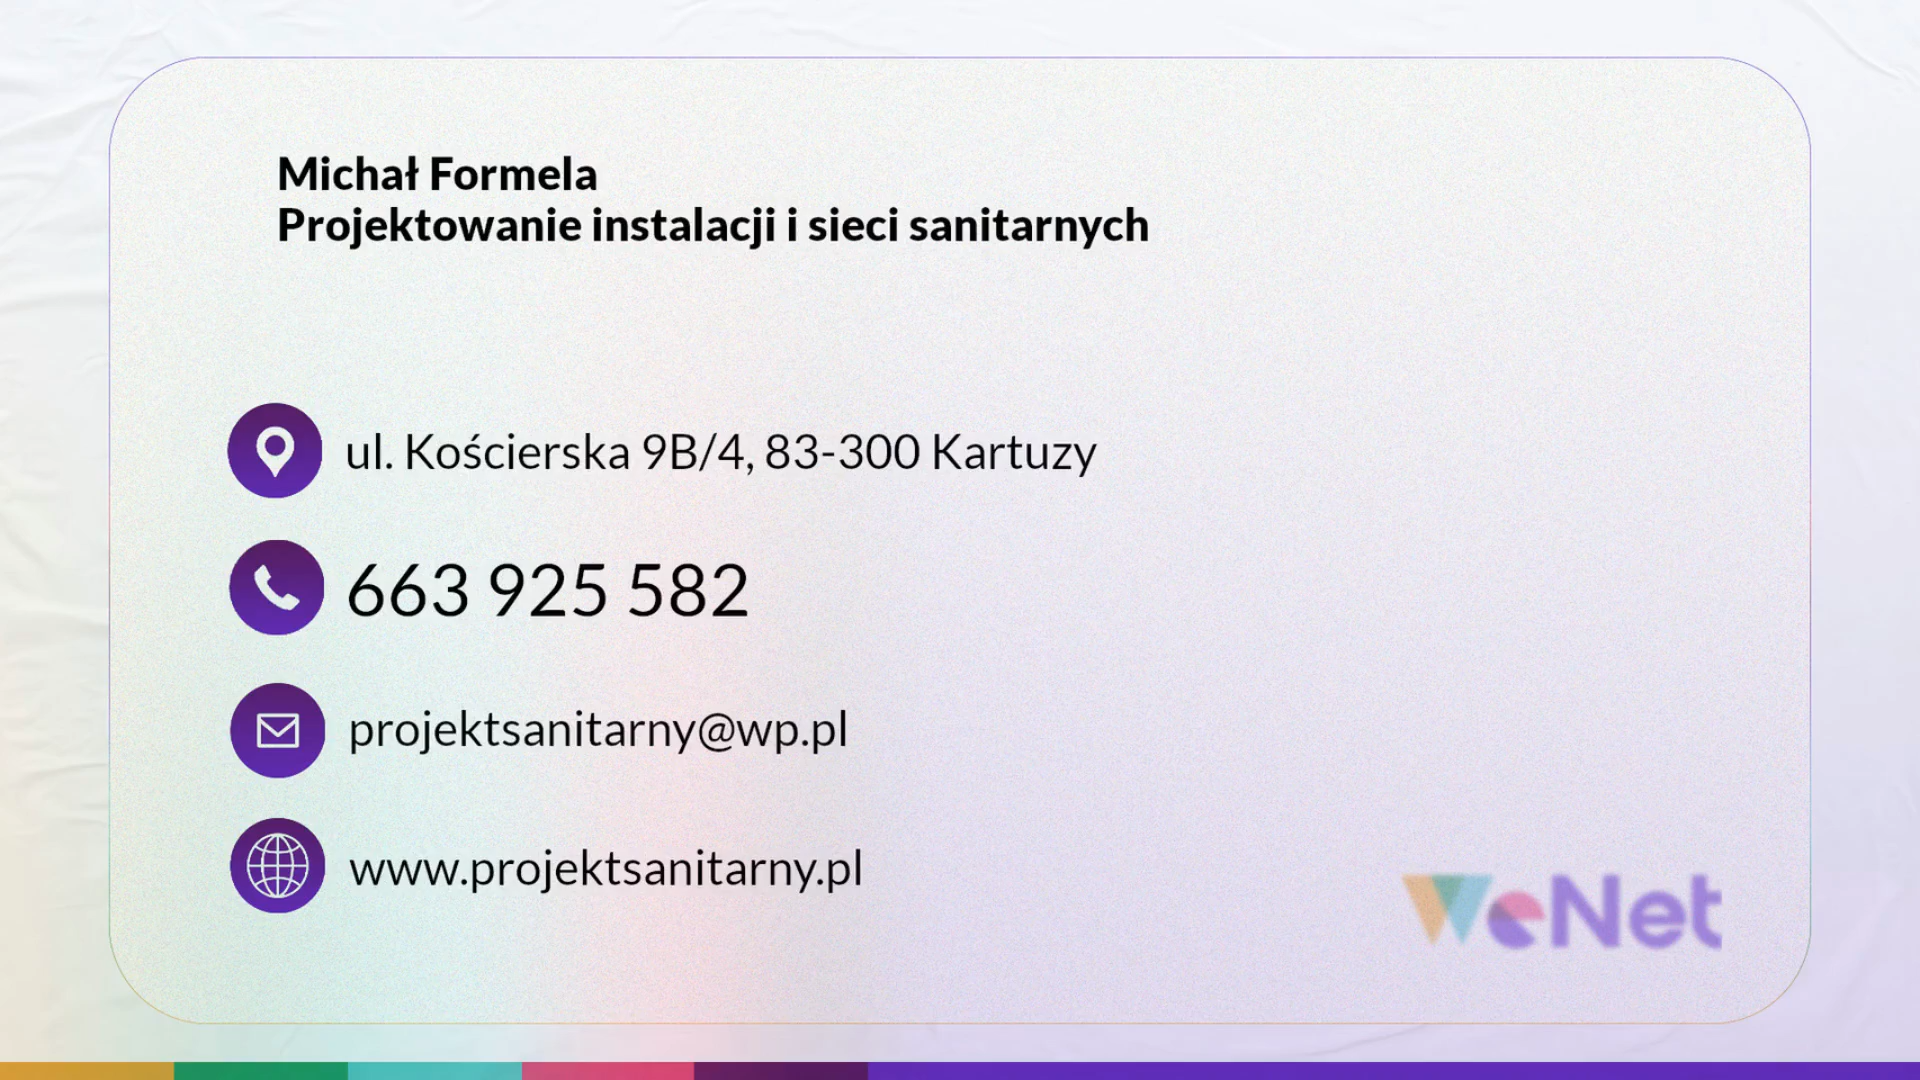 Michał Formela
Projektowanie instalacji i sieci sanitarnych
ul. Kościerska 9B/4, 83-300 Kartuzy
663 925 582
projektsanitarny@wp.pl
www.projektsanitarny.pl
WeNet